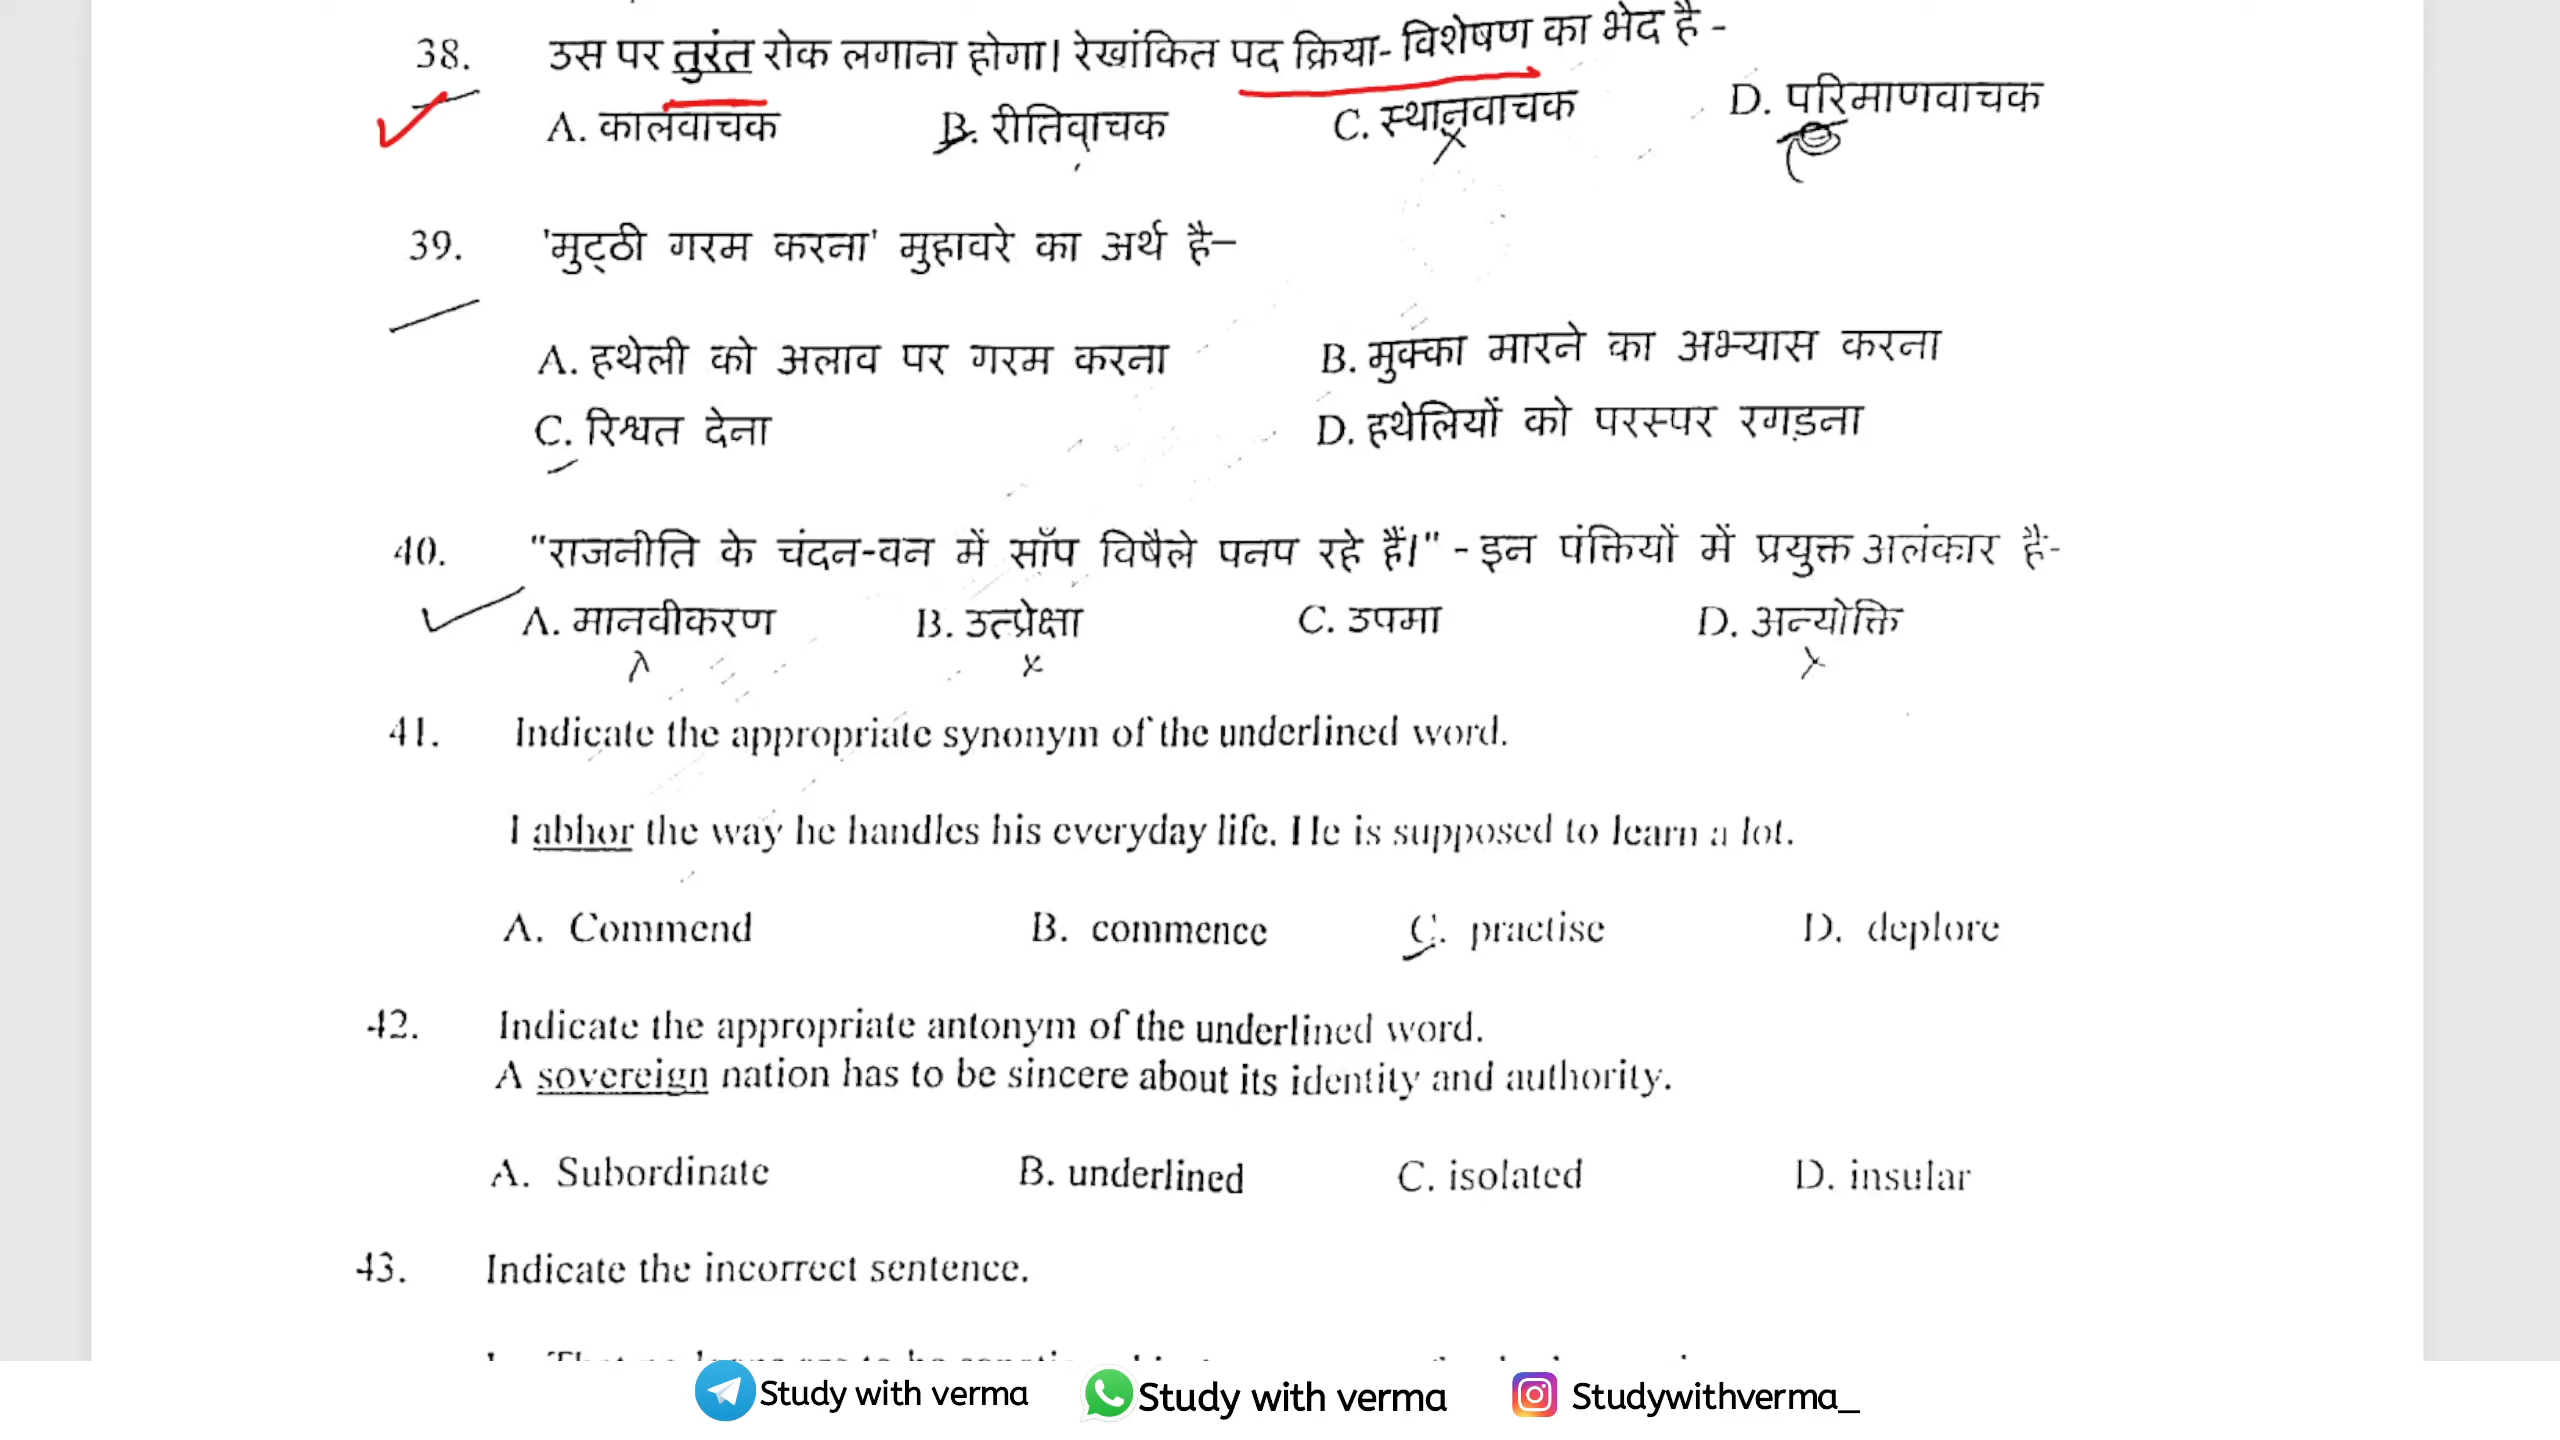 38. उस पर तुरंत रोक लगाना होगा। रेखांकित पद क्रिया- विशेषण का भेद है -
A. कालवाचक B. रीतिवाचक C. स्थानवाचक D. परिमाणवाचक
39. 'मुट्ठी गरम करना' मुहावरे का अर्थ है–
A. हथेली को अलाव पर गरम करना B. मुक्का मारने का अभ्यास करना
C. रिश्वत देना D. हथेलियों को परस्पर रगड़ना
40. "राजनीति के चंदन-वन में साँप विषैले पनप रहे हैं।" - इन पंक्तियों में प्रयुक्त अलंकार है-
A. मानवीकरण B. उत्प्रेक्षा C. उपमा D. अन्योक्ति
41. Indicate the appropriate synonym of the underlined word.
I abhor the way he handles his everyday life. He is supposed to learn a lot.
A. Commend B. commence C. practise D. deplore
42. Indicate the appropriate antonym of the underlined word.
A sovereign nation has to be sincere about its identity and authority.
A. Subordinate B. underlined C. isolated D. insular
43. Indicate the incorrect sentence.
Study with verma Study with verma Studywithverma_